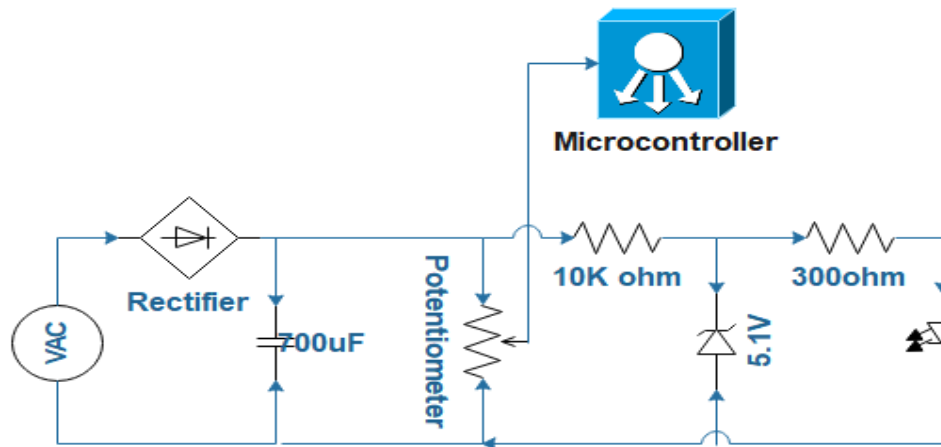 Microcontroller
Rectifier
VAC
700uF
Potentiometer
10K ohm
5.1V
300ohm